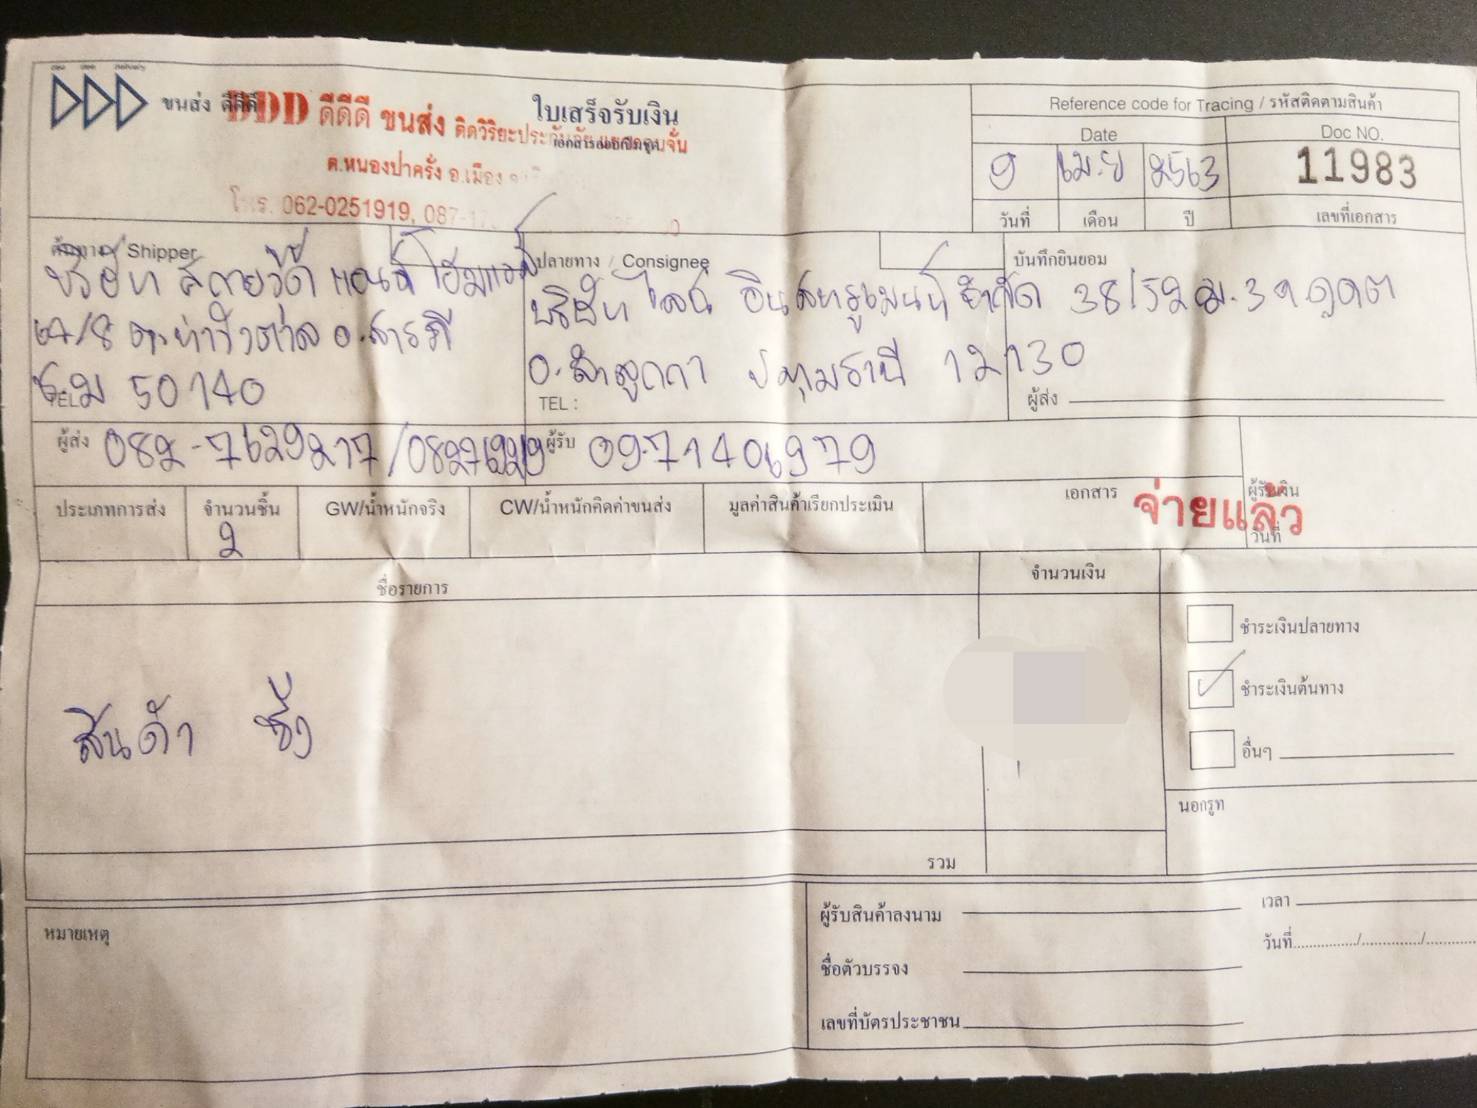 DDD
ขนส่ง ดีดีดี
DDD ดีดีดี ขนส่ง
ต.หนองป่าครั่ง อ.เมือง
โทร. 062-0251919, 087-
ใบเสร็จรับเงิน
Reference code for Tracing / รหัสติดตามสินค้า
Date
Doc NO.
9 เม.ย 2563
11983
วันที่ เดือน ปี
เลขที่เอกสาร
ต้นทาง / Shipper
บริษัท
อ.สารภี
ช.ม 50140
TEL
ปลายทาง / Consignee
บริษัท ไลน์ อินสทรูเมนท์ จำกัด 38/52 ม.3 ต.คูคต
อ.ลำลูกกา ปทุมธานี 12130
TEL :
บันทึกยินยอม
ผู้ส่ง
ผู้ส่ง 082-7629217/
ผู้รับ 0971406979
ประเภทการส่ง
จำนวนชิ้น
2
GW/น้ำหนักจริง
CW/น้ำหนักคิดค่าขนส่ง
มูลค่าสินค้าเรียกประเมิน
เอกสาร
จ่ายแล้ว
ผู้รับเงิน
วันที่
ชื่อรายการ
จำนวนเงิน
สินค้า
ชำระเงินปลายทาง
ชำระเงินต้นทาง
อื่นๆ
นอกรูท
รวม
หมายเหตุ
ผู้รับสินค้าลงนาม
เวลา
วันที่............../............../..........
ชื่อตัวบรรจง
เลขที่บัตรประชาชน